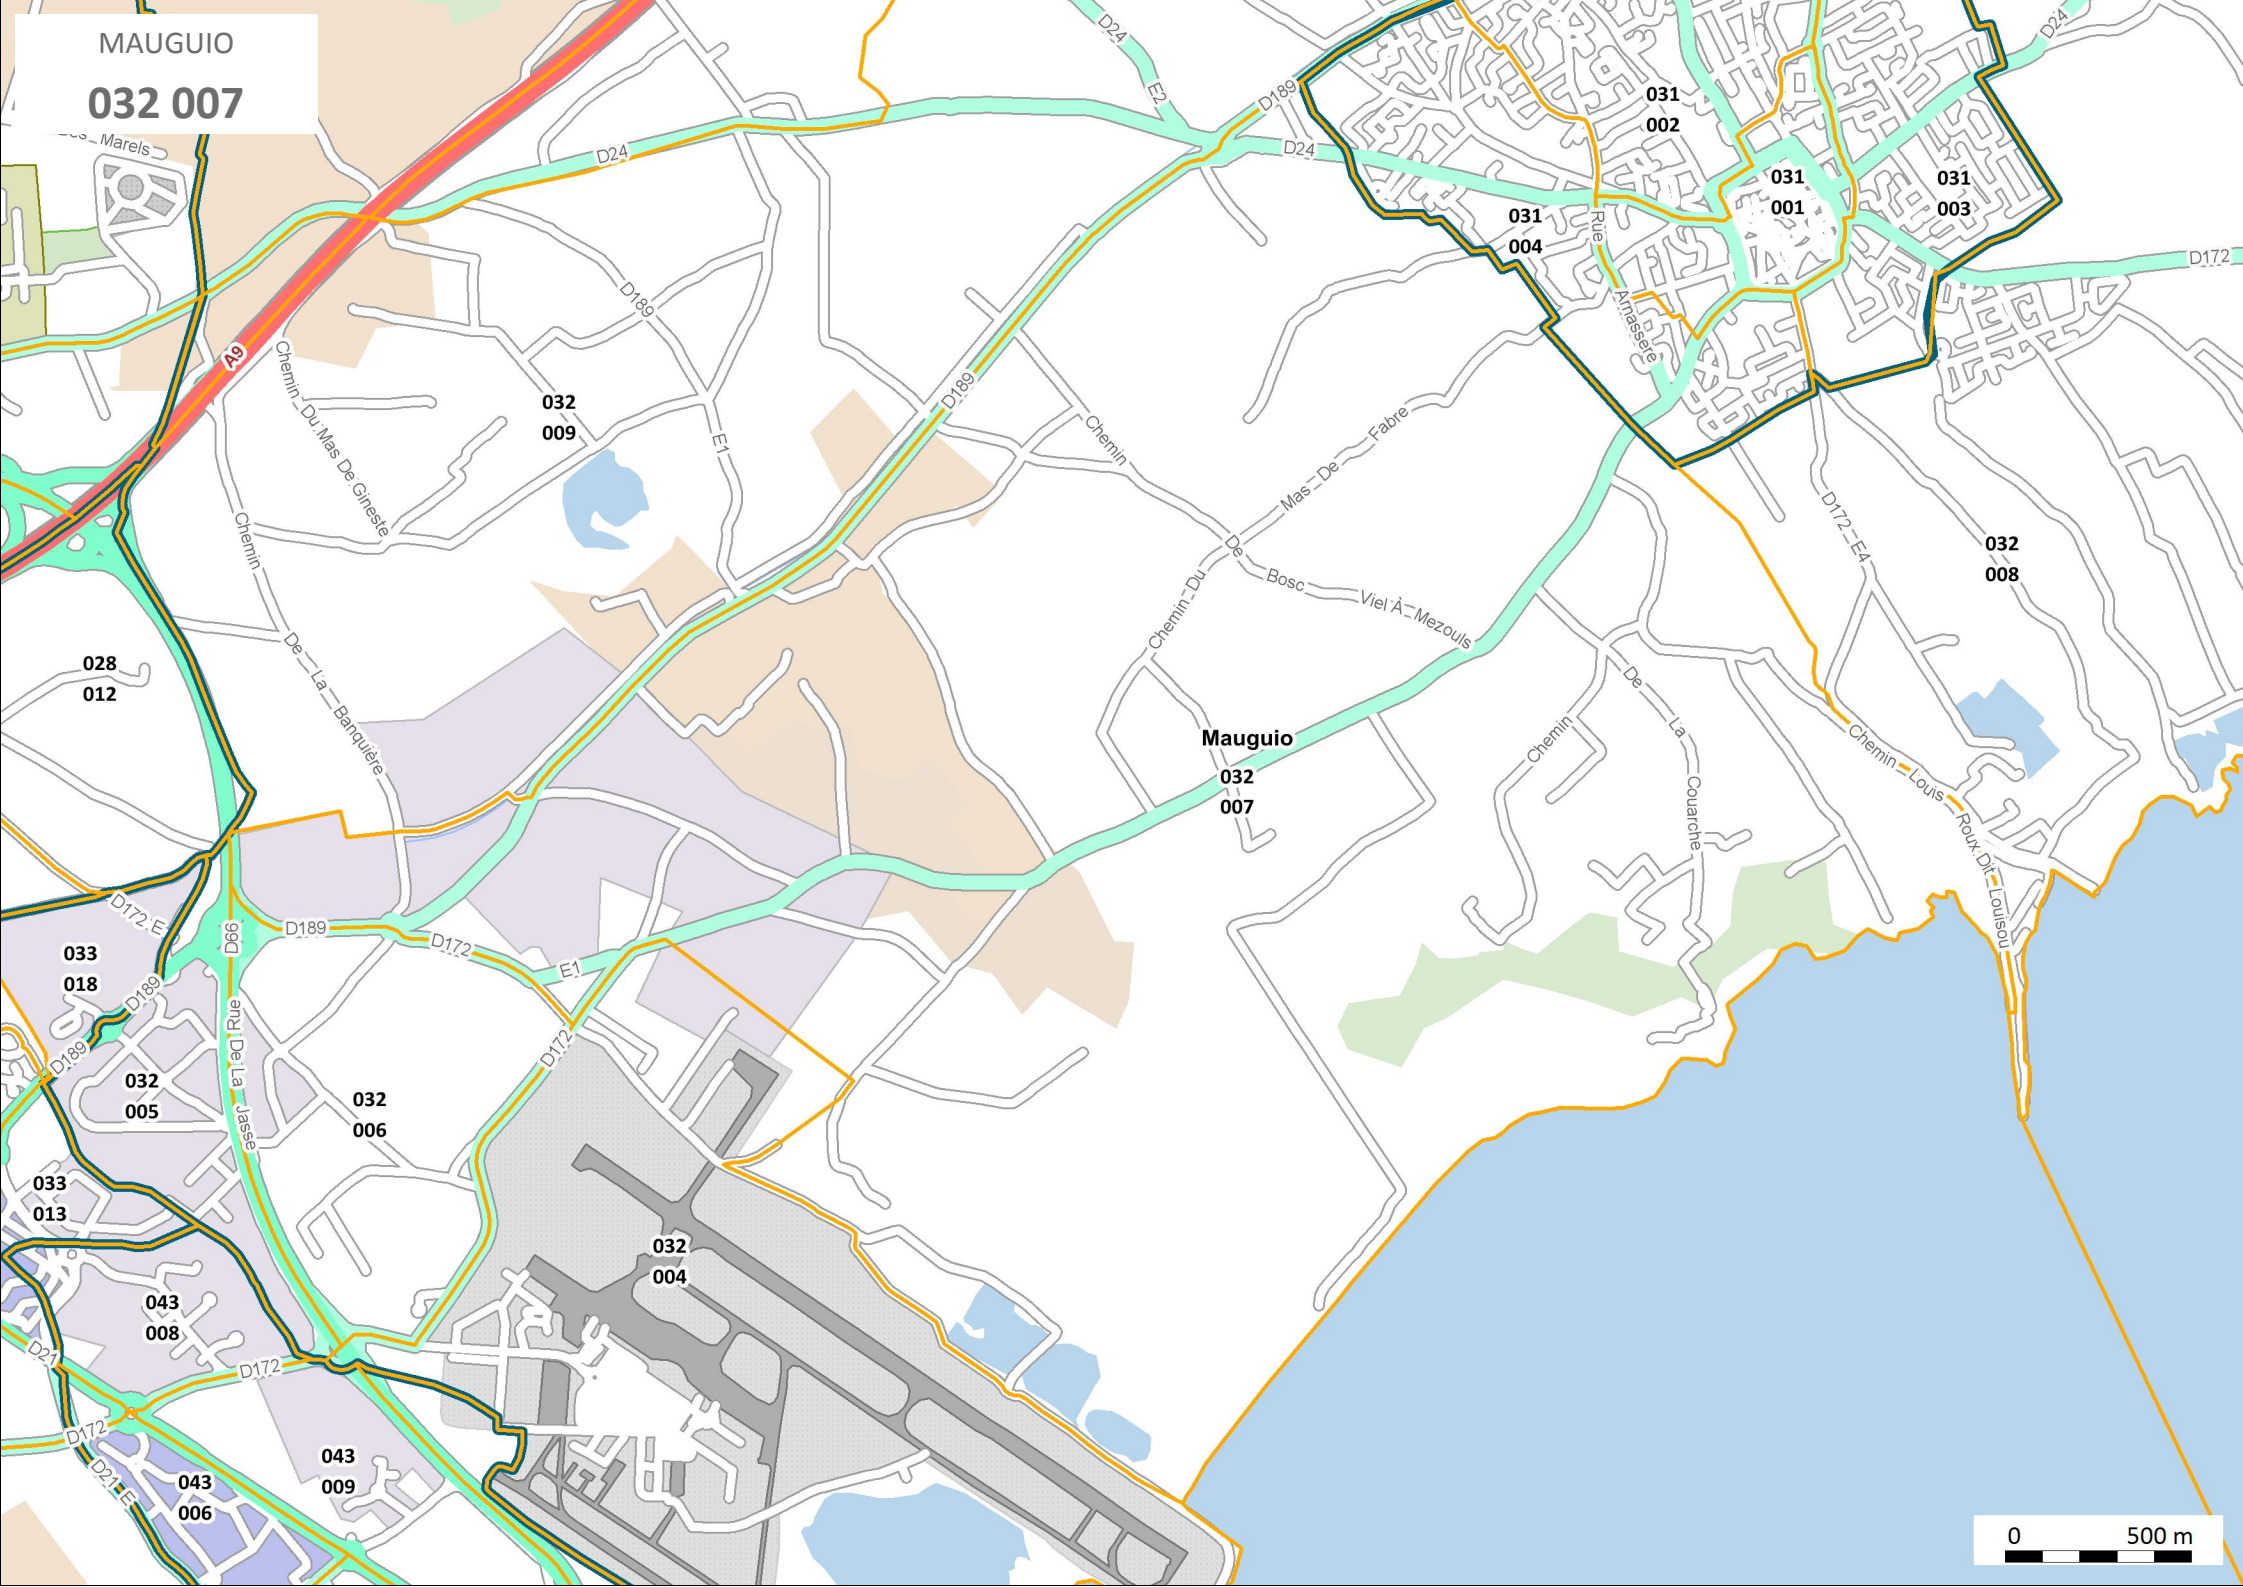 MAUGUIO
032 007
Des - Marels
D24
E2
D189
D24
D24
D24
031
002
031
001
031
003
031
004
Rue
Arnassere
D172
D189
A9
Chemin Du Mas De Gineste
032
009
E1
D189
Chemin
De
Bosc
Viel À - Mezouls
Chemin - Du
Mas - De
Fabre
D172 - E4
032
008
Chemin
De - La - Banquière
028
012
Mauguio
032
007
Chemin
De
La
Couarche
Chemin - Louis
Roux Dit - Louisou
D172 E
D66
D189
D172
E1
033
018
D189
D189
Rue De La
Jasse
D172
032
005
032
006
033
013
032
004
043
008
D21
D172
D172
D21 E
043
009
043
006
0 500 m